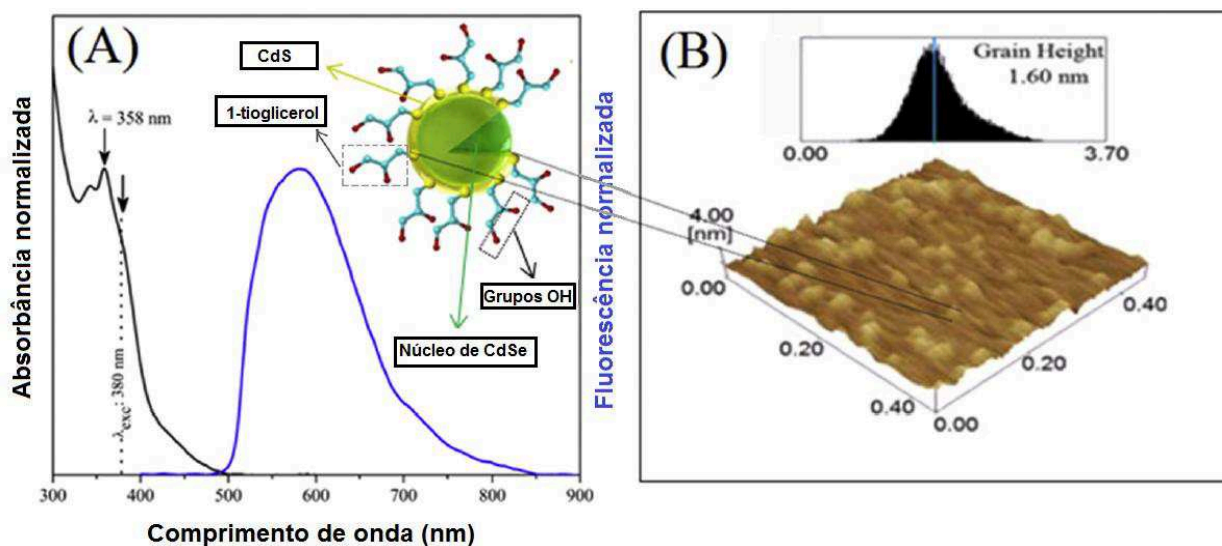 (A)
CdS
1-tioglicerol
λ = 358 nm
λexc: 380 nm
Grupos OH
Núcleo de CdSe
Absorbância normalizada
Fluorescência normalizada
300 400 500 600 700 800 900
Comprimento de onda (nm)
(B)
Grain Height
1.60 nm
0.00 3.70
4.00
[nm]
0.00
0.20
0.40
0.00
0.20
0.40